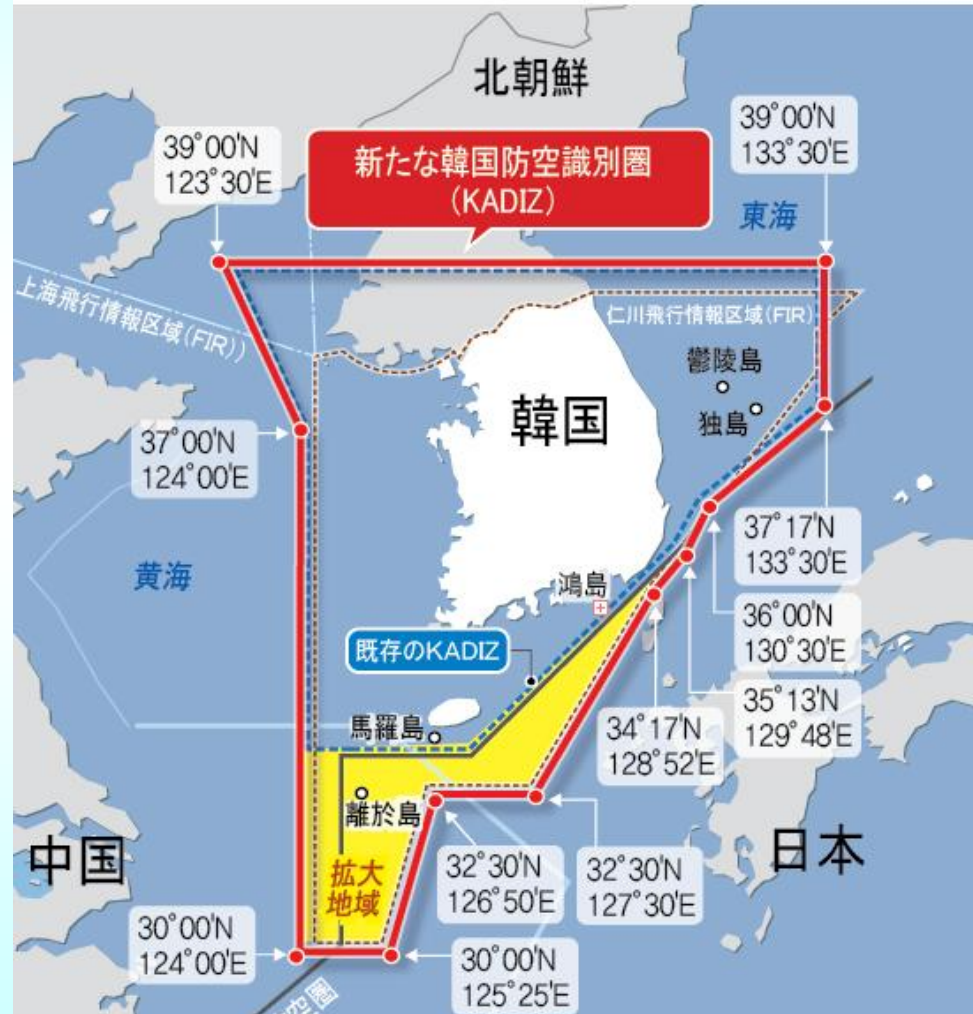 北朝鮮
39°00'N
133°30'E
39°00'N
123°30'E
新たな韓国防空識別圏
(KADIZ)
東海
上海飛行情報区域(FIR))
仁川飛行情報区域(FIR)
鬱陵島
独島
韓国
37°00'N
124°00'E
37°17'N
133°30'E
黄海
鴻島
36°00'N
130°30'E
既存のKADIZ
35°13'N
129°48'E
34°17'N
128°52'E
馬羅島
離於島
中国
日本
拡大
地域
32°30'N
126°50'E
32°30'N
127°30'E
30°00'N
124°00'E
30°00'N
125°25'E